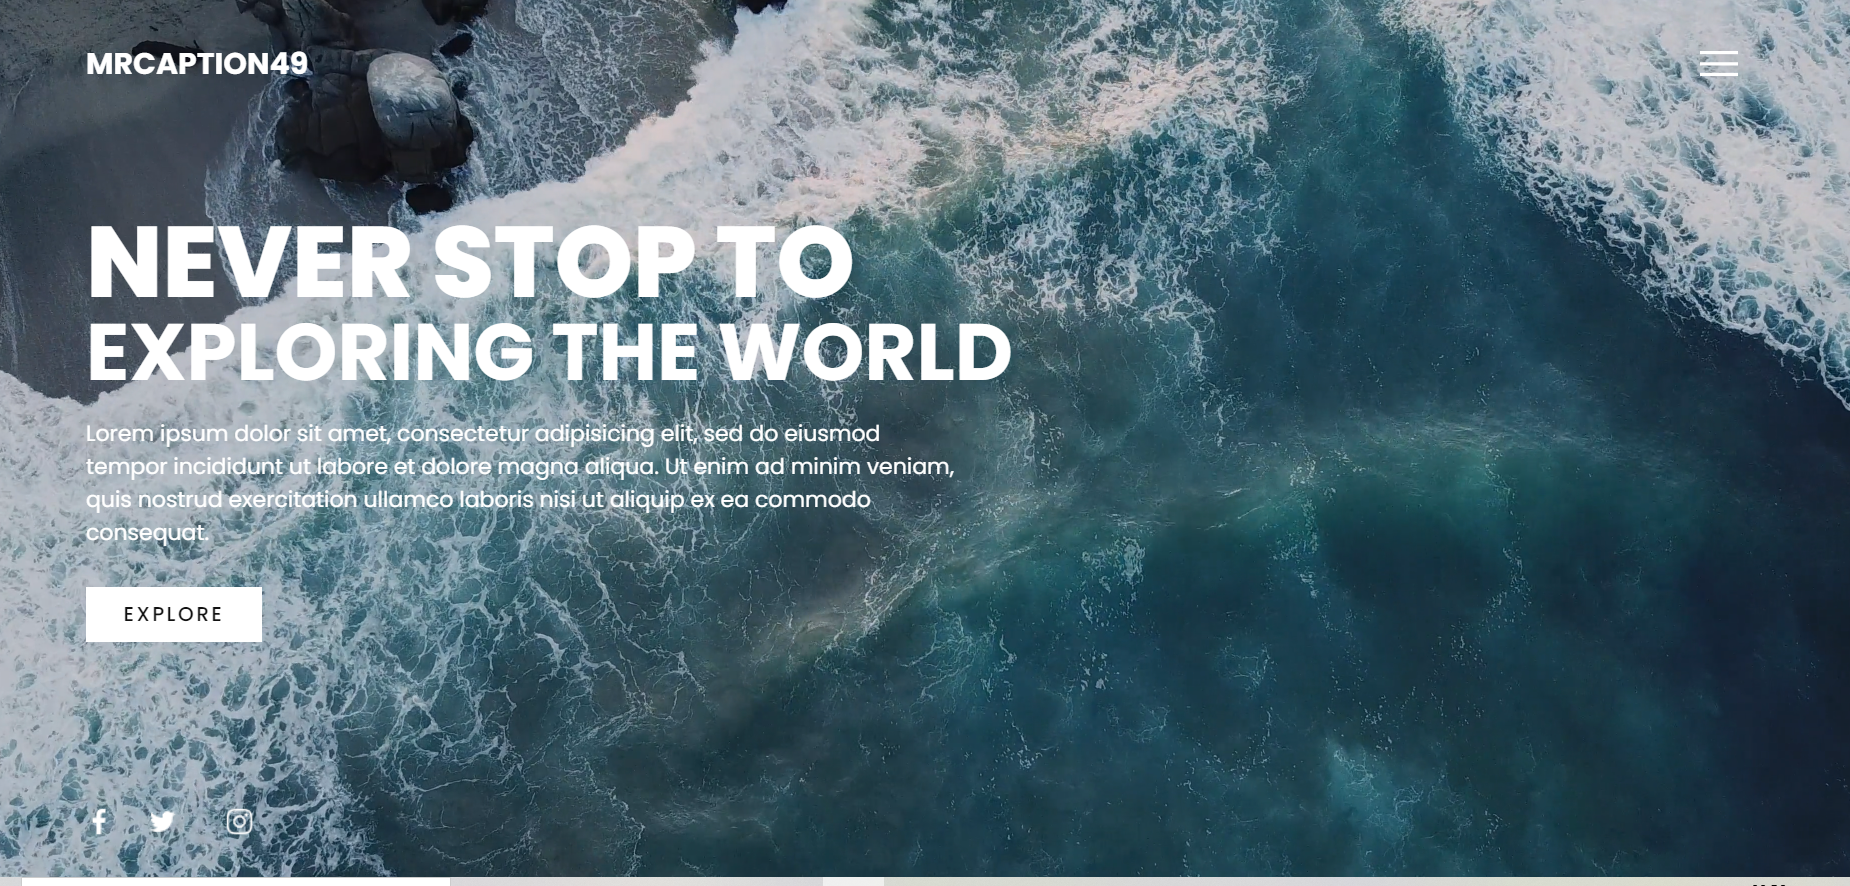 MRCAPTION49
NEVER STOP TO
EXPLORING THE WORLD
Lorem ipsum dolor sit amet, consectetur adipisicing elit, sed do eiusmod
tempor incididunt ut labore et dolore magna aliqua. Ut enim ad minim veniam,
quis nostrud exercitation ullamco laboris nisi ut aliquip ex ea commodo
consequat.
EXPLORE